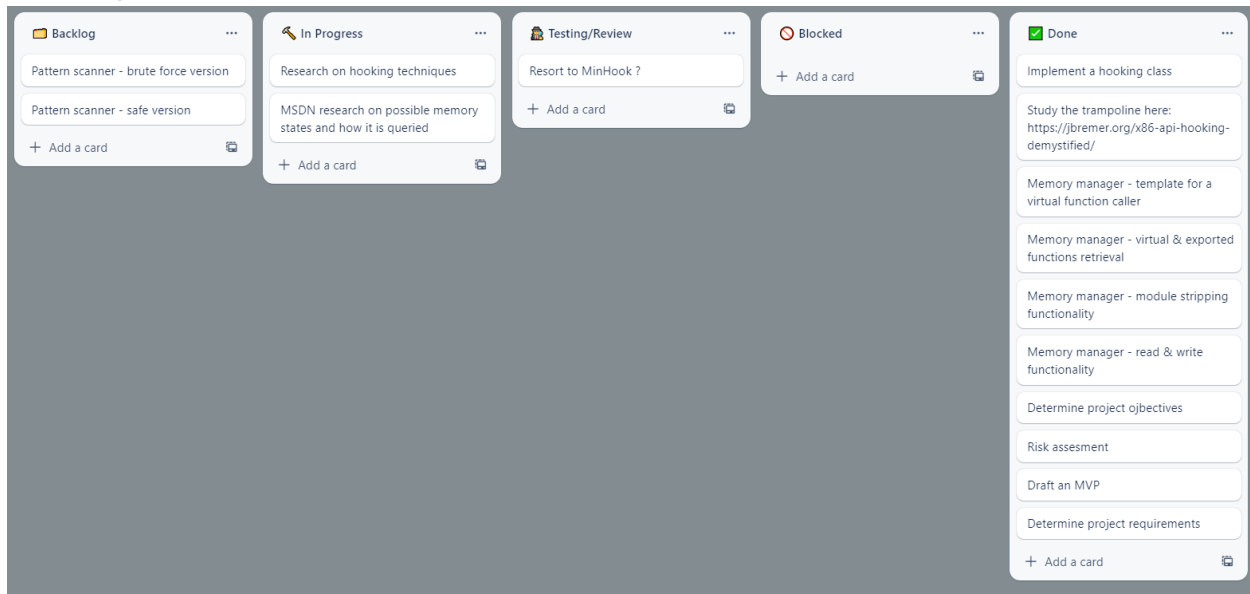 Backlog
Pattern scanner - brute force version
Pattern scanner - safe version
+ Add a card
In Progress
Research on hooking techniques
MSDN research on possible memory
states and how it is queried
+ Add a card
Testing/Review
Resort to MinHook ?
+ Add a card
Blocked
+ Add a card
Done
Implement a hooking class
Study the trampoline here:
https://jbremer.org/x86-api-hooking-
demystified/
Memory manager - template for a
virtual function caller
Memory manager - virtual & exported
functions retrieval
Memory manager - module stripping
functionality
Memory manager - read & write
functionality
Determine project ojbectives
Risk assesment
Draft an MVP
Determine project requirements
+ Add a card